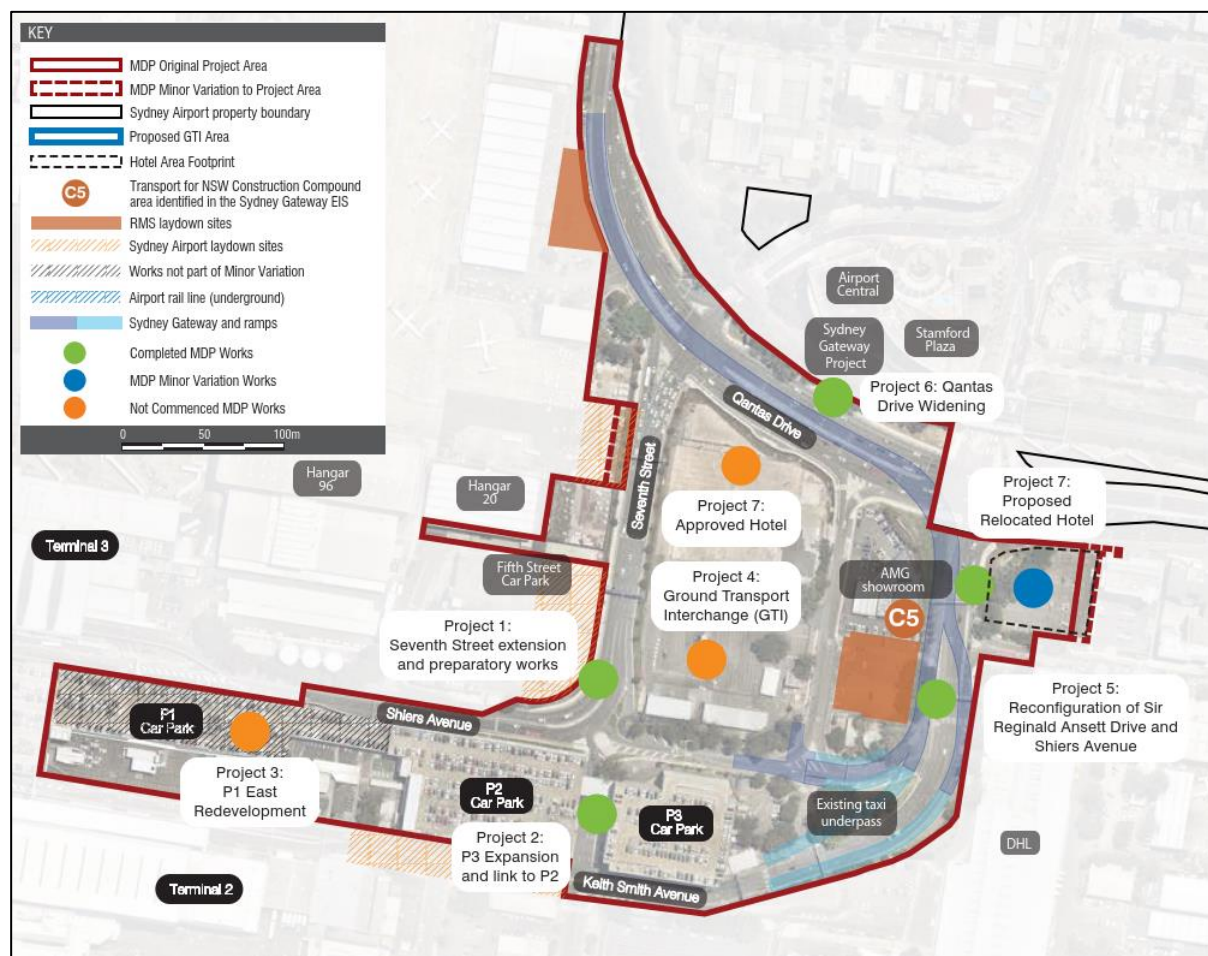 KEY
MDP Original Project Area
MDP Minor Variation to Project Area
Sydney Airport property boundary
Proposed GTI Area
Hotel Area Footprint
C5
Transport for NSW Construction Compound
area identified in the Sydney Gateway EIS
RMS laydown sites
Sydney Airport laydown sites
Works not part of Minor Variation
Airport rail line (underground)
Sydney Gateway and ramps
Completed MDP Works
MDP Minor Variation Works
Not Commenced MDP Works
0 50 100m
Airport
Central
Sydney
Gateway
Project
Stamford
Plaza
Project 6: Qantas
Drive Widening
Qantas Drive
Seventh Street
Hangar
96
Hangar
20
Project 7:
Approved Hotel
Project 7:
Proposed
Relocated Hotel
Terminal 3
Fifth Street
Car Park
Project 4:
Ground Transport
Interchange (GTI)
AMG
showroom
C5
Project 1:
Seventh Street extension
and preparatory works
Project 5:
Reconfiguration of Sir
Reginald Ansett Drive and
Shiers Avenue
Shiers Avenue
P1
Car Park
Project 3:
P1 East
Redevelopment
P2
Car Park
P3
Car Park
Existing taxi
underpass
Project 2:
P3 Expansion
and link to P2
DHL
Terminal 2
Keith Smith Avenue